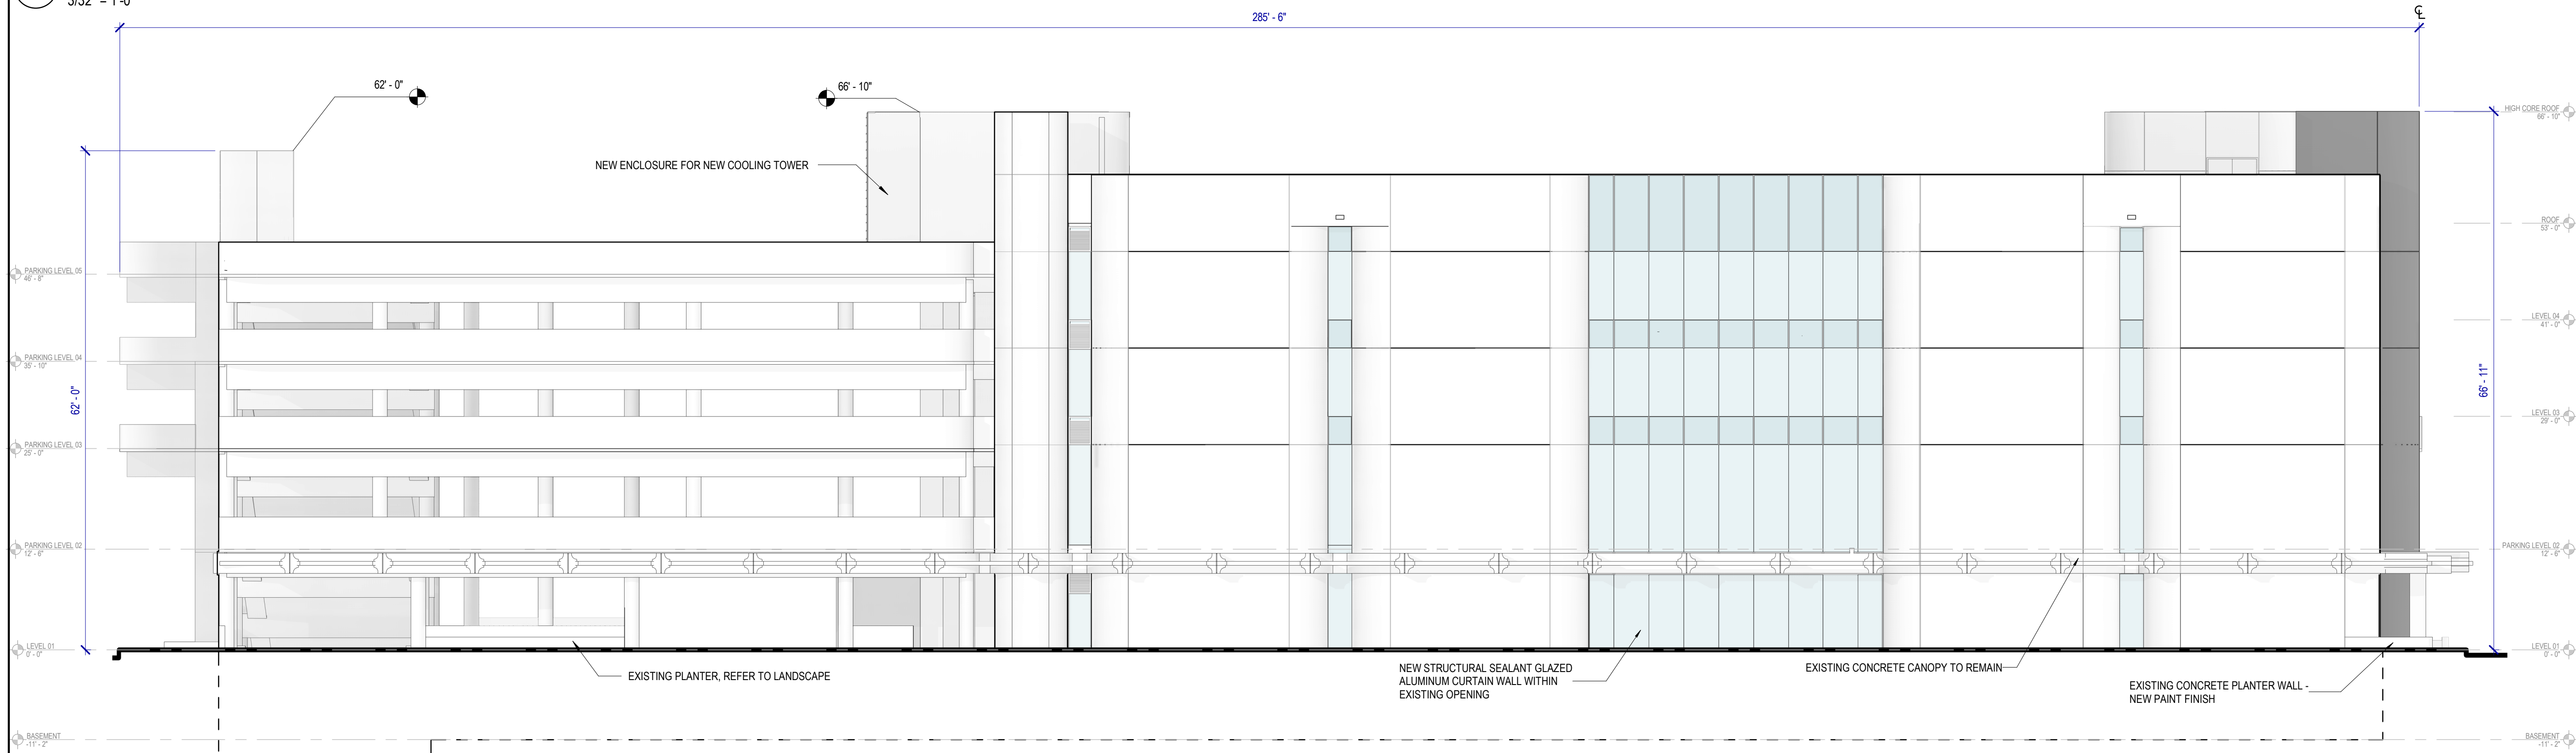 3/32" = 1'-0"
285' - 6"
62' - 0"
66' - 10"
NEW ENCLOSURE FOR NEW COOLING TOWER
HIGH CORE ROOF
66' - 10"
ROOF
53' - 0"
PARKING LEVEL 05
46' - 8"
LEVEL 04
41' - 0"
PARKING LEVEL 04
35' - 10"
62' - 0"
66' - 11"
LEVEL 03
29' - 0"
PARKING LEVEL 03
25' - 0"
PARKING LEVEL 02
12' - 6"
PARKING LEVEL 02
12' - 6"
LEVEL 01
0' - 0"
LEVEL 01
0' - 0"
EXISTING PLANTER, REFER TO LANDSCAPE
NEW STRUCTURAL SEALANT GLAZED
ALUMINUM CURTAIN WALL WITHIN
EXISTING OPENING
EXISTING CONCRETE CANOPY TO REMAIN
EXISTING CONCRETE PLANTER WALL -
NEW PAINT FINISH
BASEMENT
-11' - 2"
BASEMENT
-11' - 2"